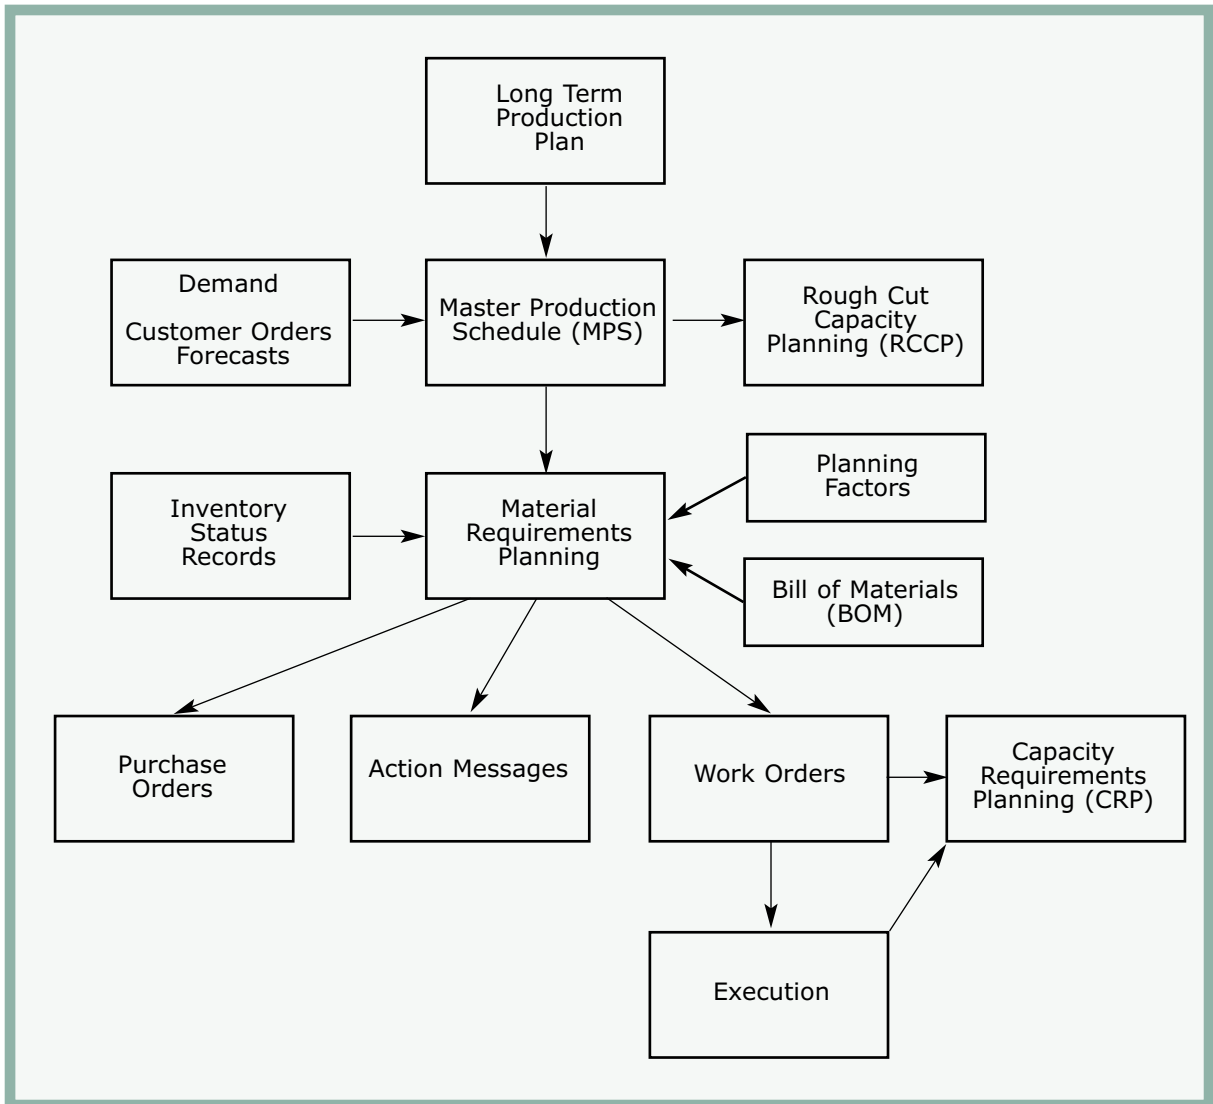 Long Term
Production
Plan
Demand
Customer Orders
Forecasts
Master Production
Schedule (MPS)
Rough Cut
Capacity
Planning (RCCP)
Inventory
Status
Records
Material
Requirements
Planning
Planning
Factors
Bill of Materials
(BOM)
Purchase
Orders
Action Messages
Work Orders
Capacity
Requirements
Planning (CRP)
Execution